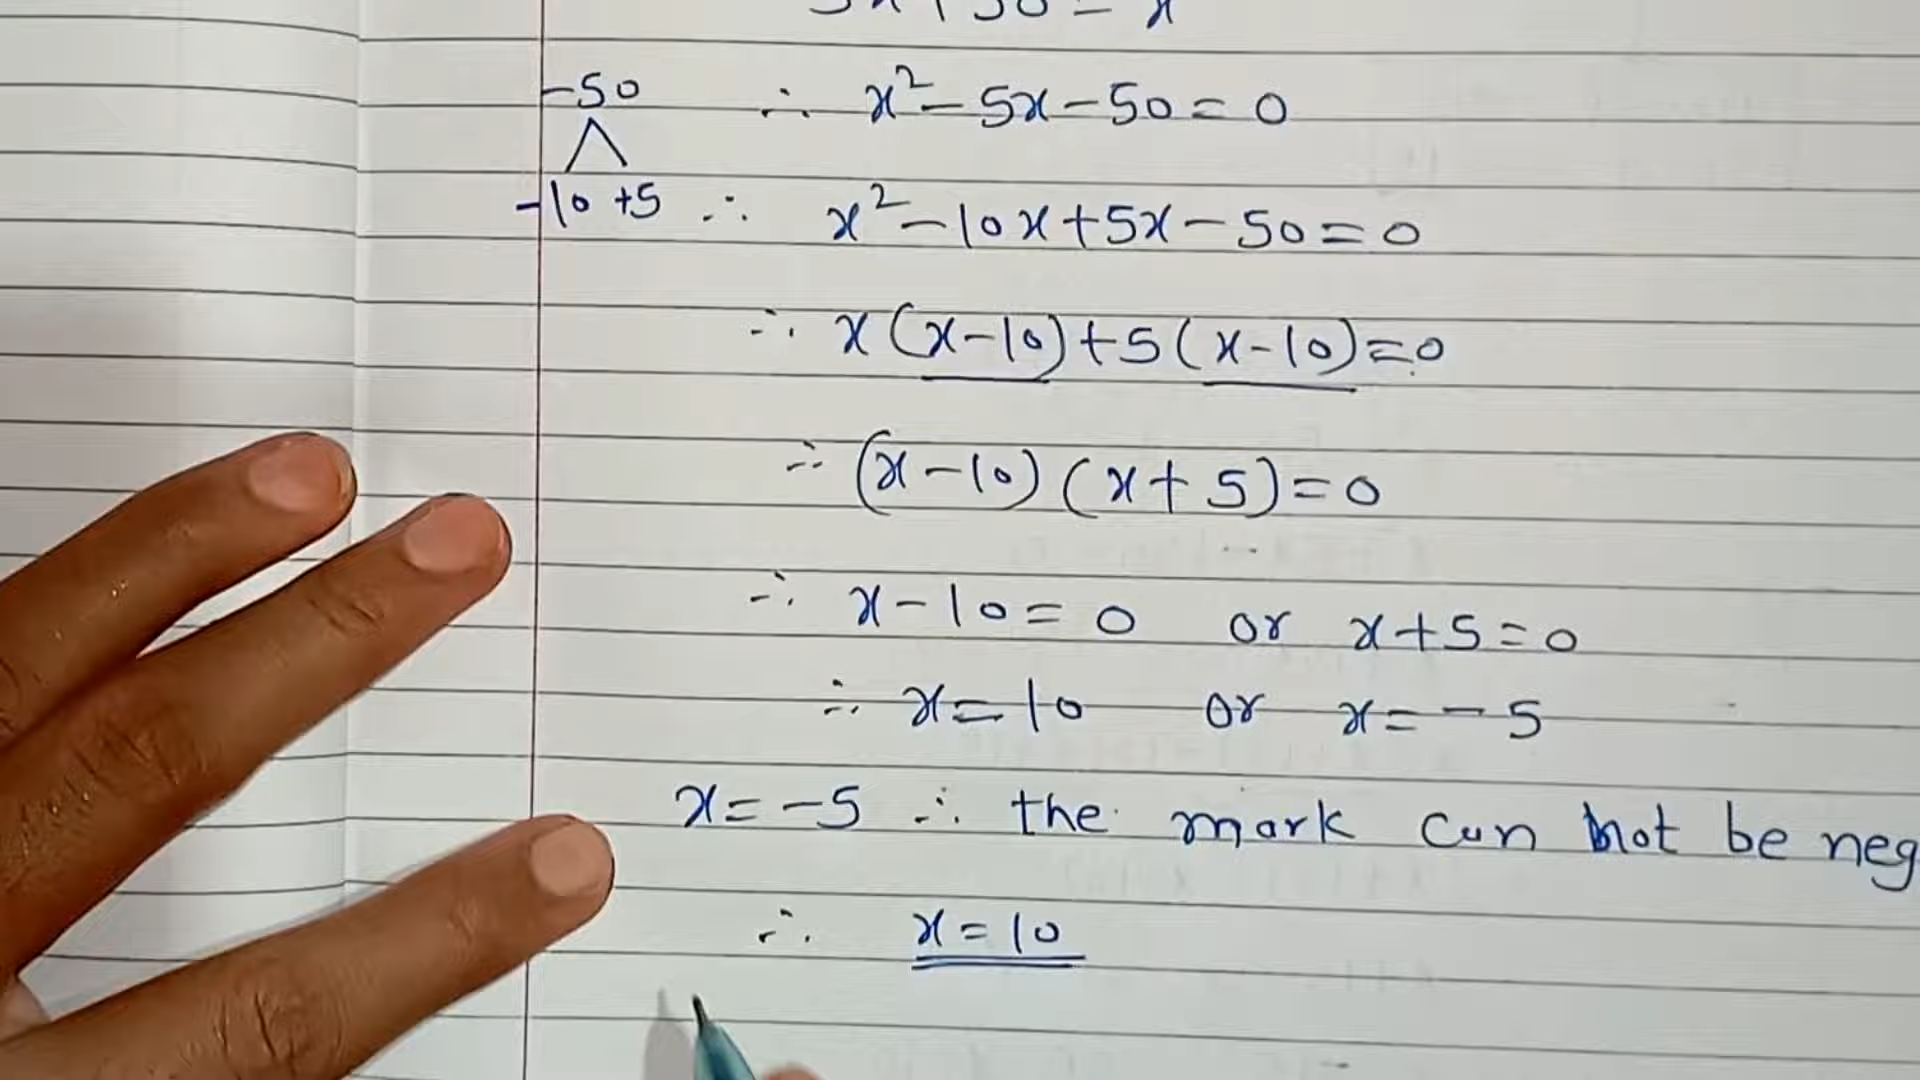 -50 ∴ x² - 5x - 50 = 0
-10 +5 ∴ x² - 10x + 5x - 50 = 0
∴ x (x - 10) + 5 (x - 10) = 0
∴ (x - 10) (x + 5) = 0
∴ x - 10 = 0 or x + 5 = 0
∴ x = 10 or x = - 5
x = - 5 ∴ the mark can not be neg
∴ x = 10